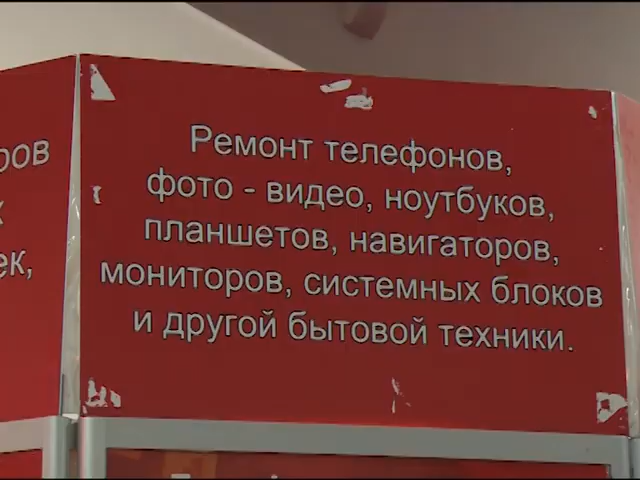 Ремонт телефонов,
фото - видео, ноутбуков,
планшетов, навигаторов,
мониторов, системных блоков
и другой бытовой техники.